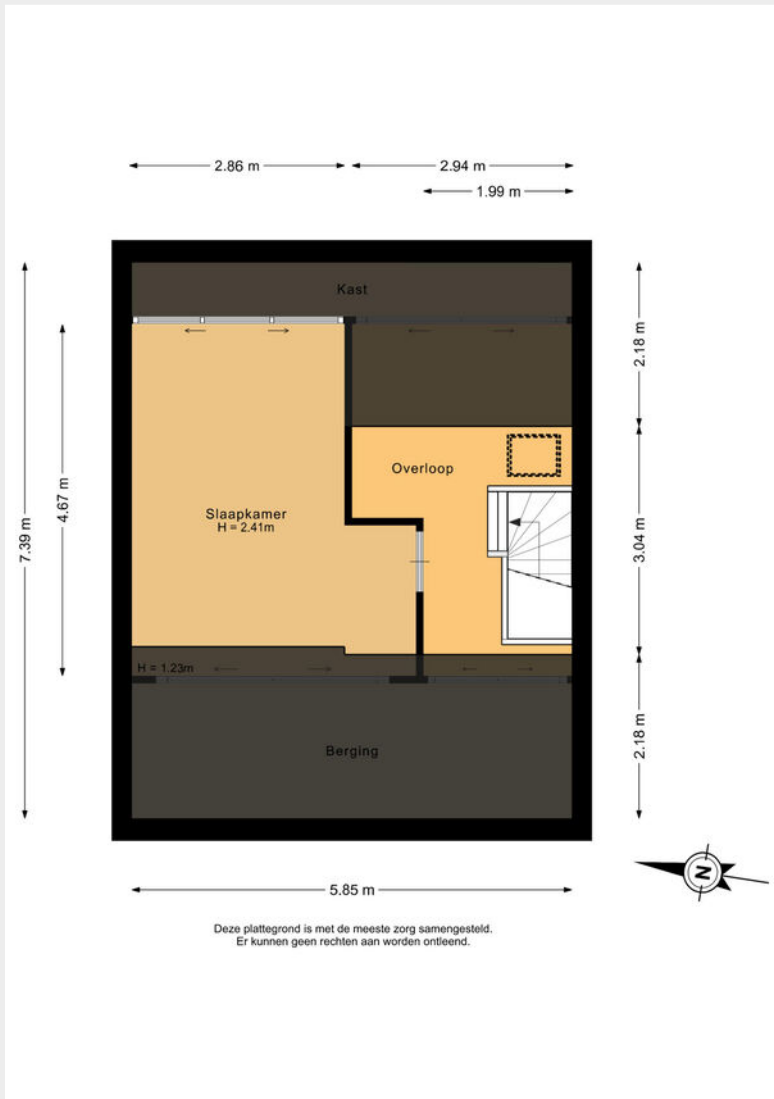 2.86 m
2.94 m
1.99 m
Kast
2.18 m
Overloop
4.67 m
Slaapkamer
H = 2.41m
7.39 m
3.04 m
H = 1.23m
2.18 m
Berging
N
5.85 m
Deze plattegrond is met de meeste zorg samengesteld.
Er kunnen geen rechten aan worden ontleend.